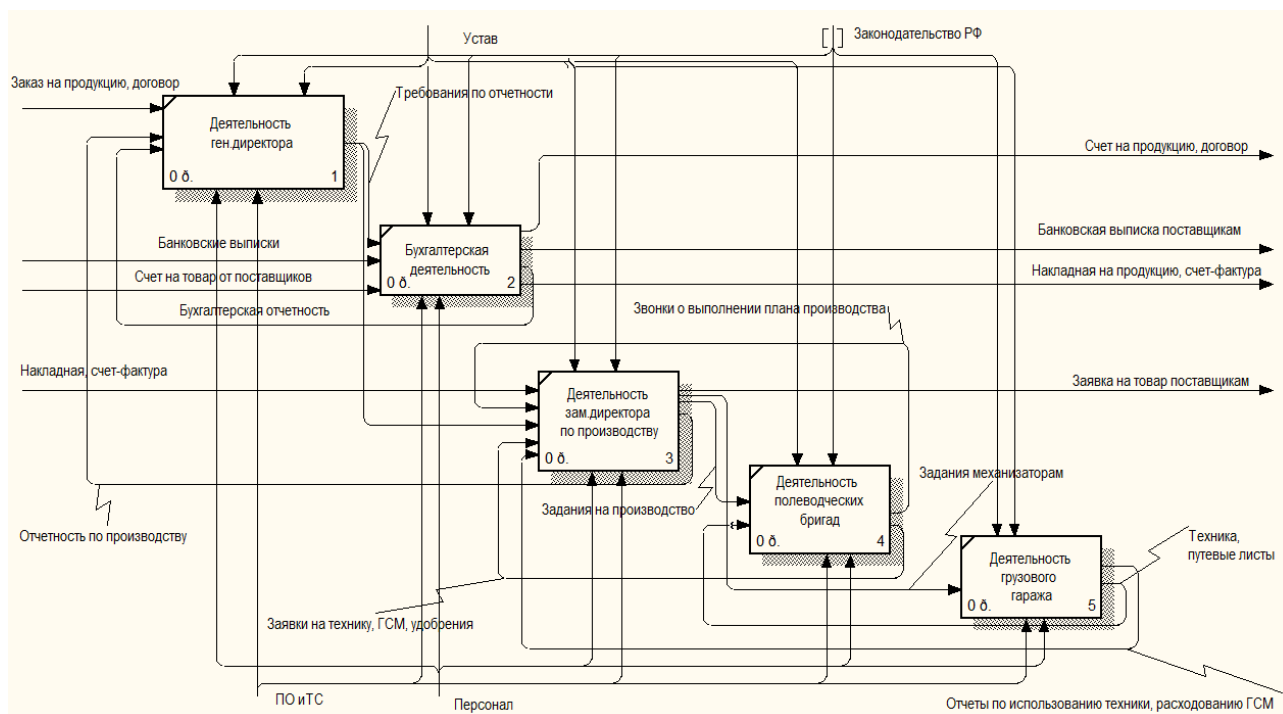 Устав
[ ] Законодательство РФ
Заказ на продукцию, договор
Требования по отчетности
Деятельность
ген.директора
0 ð. 1
Счет на продукцию, договор
Банковские выписки
Бухгалтерская
деятельность
0 ð. 2
Банковская выписка поставщикам
Счет на товар от поставщиков
Накладная на продукцию, счет-фактура
Бухгалтерская отчетность
Звонки о выполнении плана производства
Накладная, счет-фактура
Деятельность
зам.директора
по производству
0 ð. 3
Заявка на товар поставщикам
Задания механизаторам
Деятельность
полеводческих
бригад
0 ð. 4
Задания на производство
Отчетность по производству
Техника,
путевые листы
Деятельность
грузового
гаража
0 ð. 5
Заявки на технику, ГСМ, удобрения
ПО иТС
Персонал
Отчеты по использованию техники, расходованию ГСМ